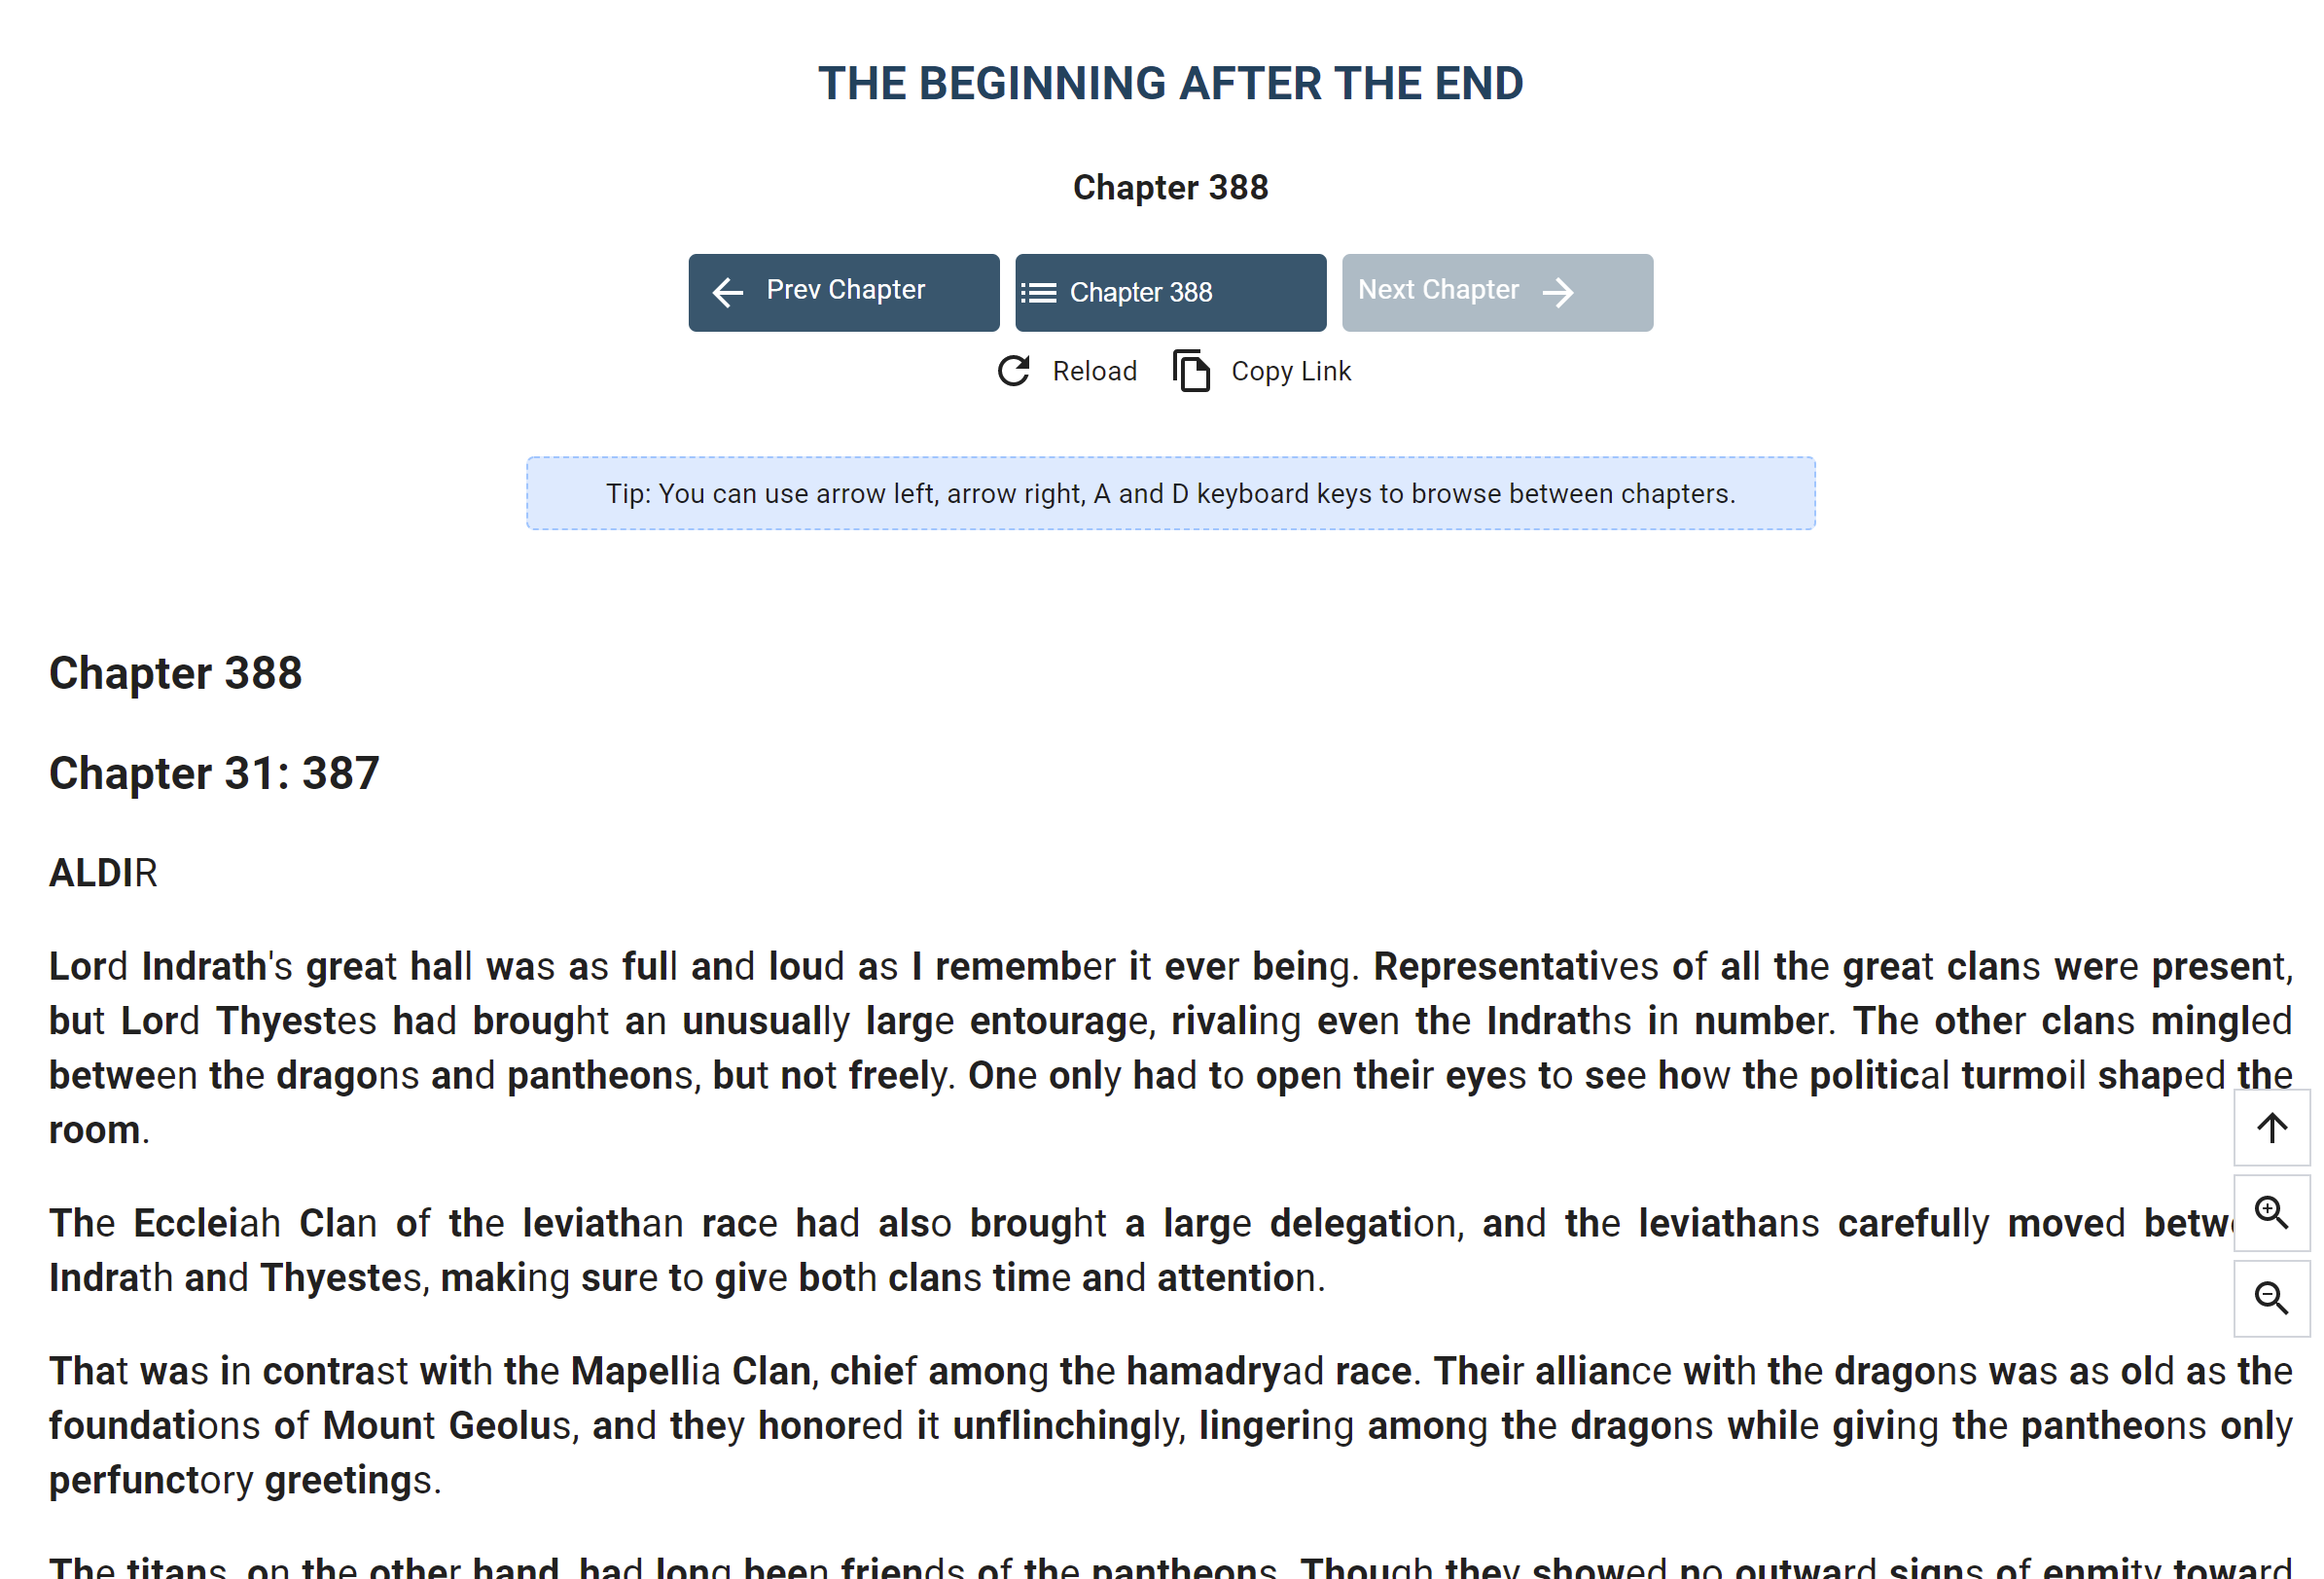 THE BEGINNING AFTER THE END
Chapter 388
Prev Chapter
Chapter 388
Next Chapter
Reload
Copy Link
Tip: You can use arrow left, arrow right, A and D keyboard keys to browse between chapters.
Chapter 388
Chapter 31: 387
ALDIR
Lord Indrath's great hall was as full and loud as I remember it ever being. Representatives of all the great clans were present,
but Lord Thyestes had brought an unusually large entourage, rivaling even the Indraths in number. The other clans mingled
between the dragons and pantheons, but not freely. One only had to open their eyes to see how the political turmoil shaped the
room.
The Eccleiah Clan of the leviathan race had also brought a large delegation, and the leviathans carefully moved
Indrath and Thyestes, making sure to give both clans time and attention.
That was in contrast with the Mapellia Clan, chief among the hamadryad race. Their alliance with the dragons was as old as the
foundations of Mount Geolus, and they honored it unflinchingly, lingering among the dragons while giving the pantheons only
perfunctory greetings.
The titans, on the other hand, had long been friends of the pantheons. Though they showed no outward signs of enmity toward